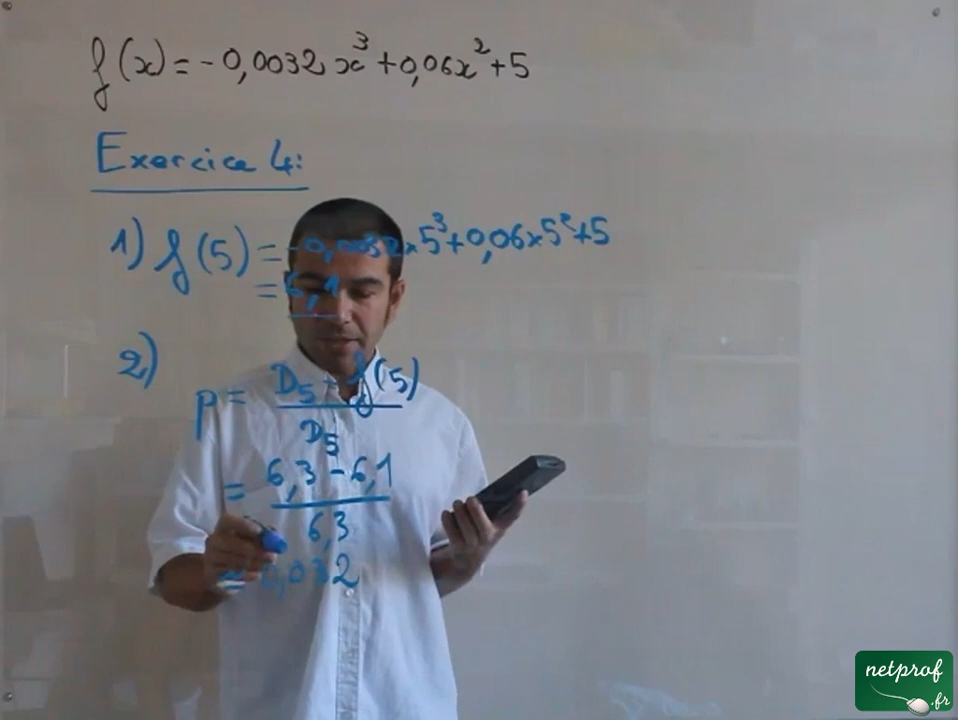 f(x) = -0,0032x³ + 0,06x² + 5
Exercice 4:
1) f(5) = -0,0032×5³+0,06×5²+5
= 6,1
2)
p = (D₅ - f(5)) / D₅
= (6,3 - 6,1) / 6,3
≈ 0,032
netprof
.fr